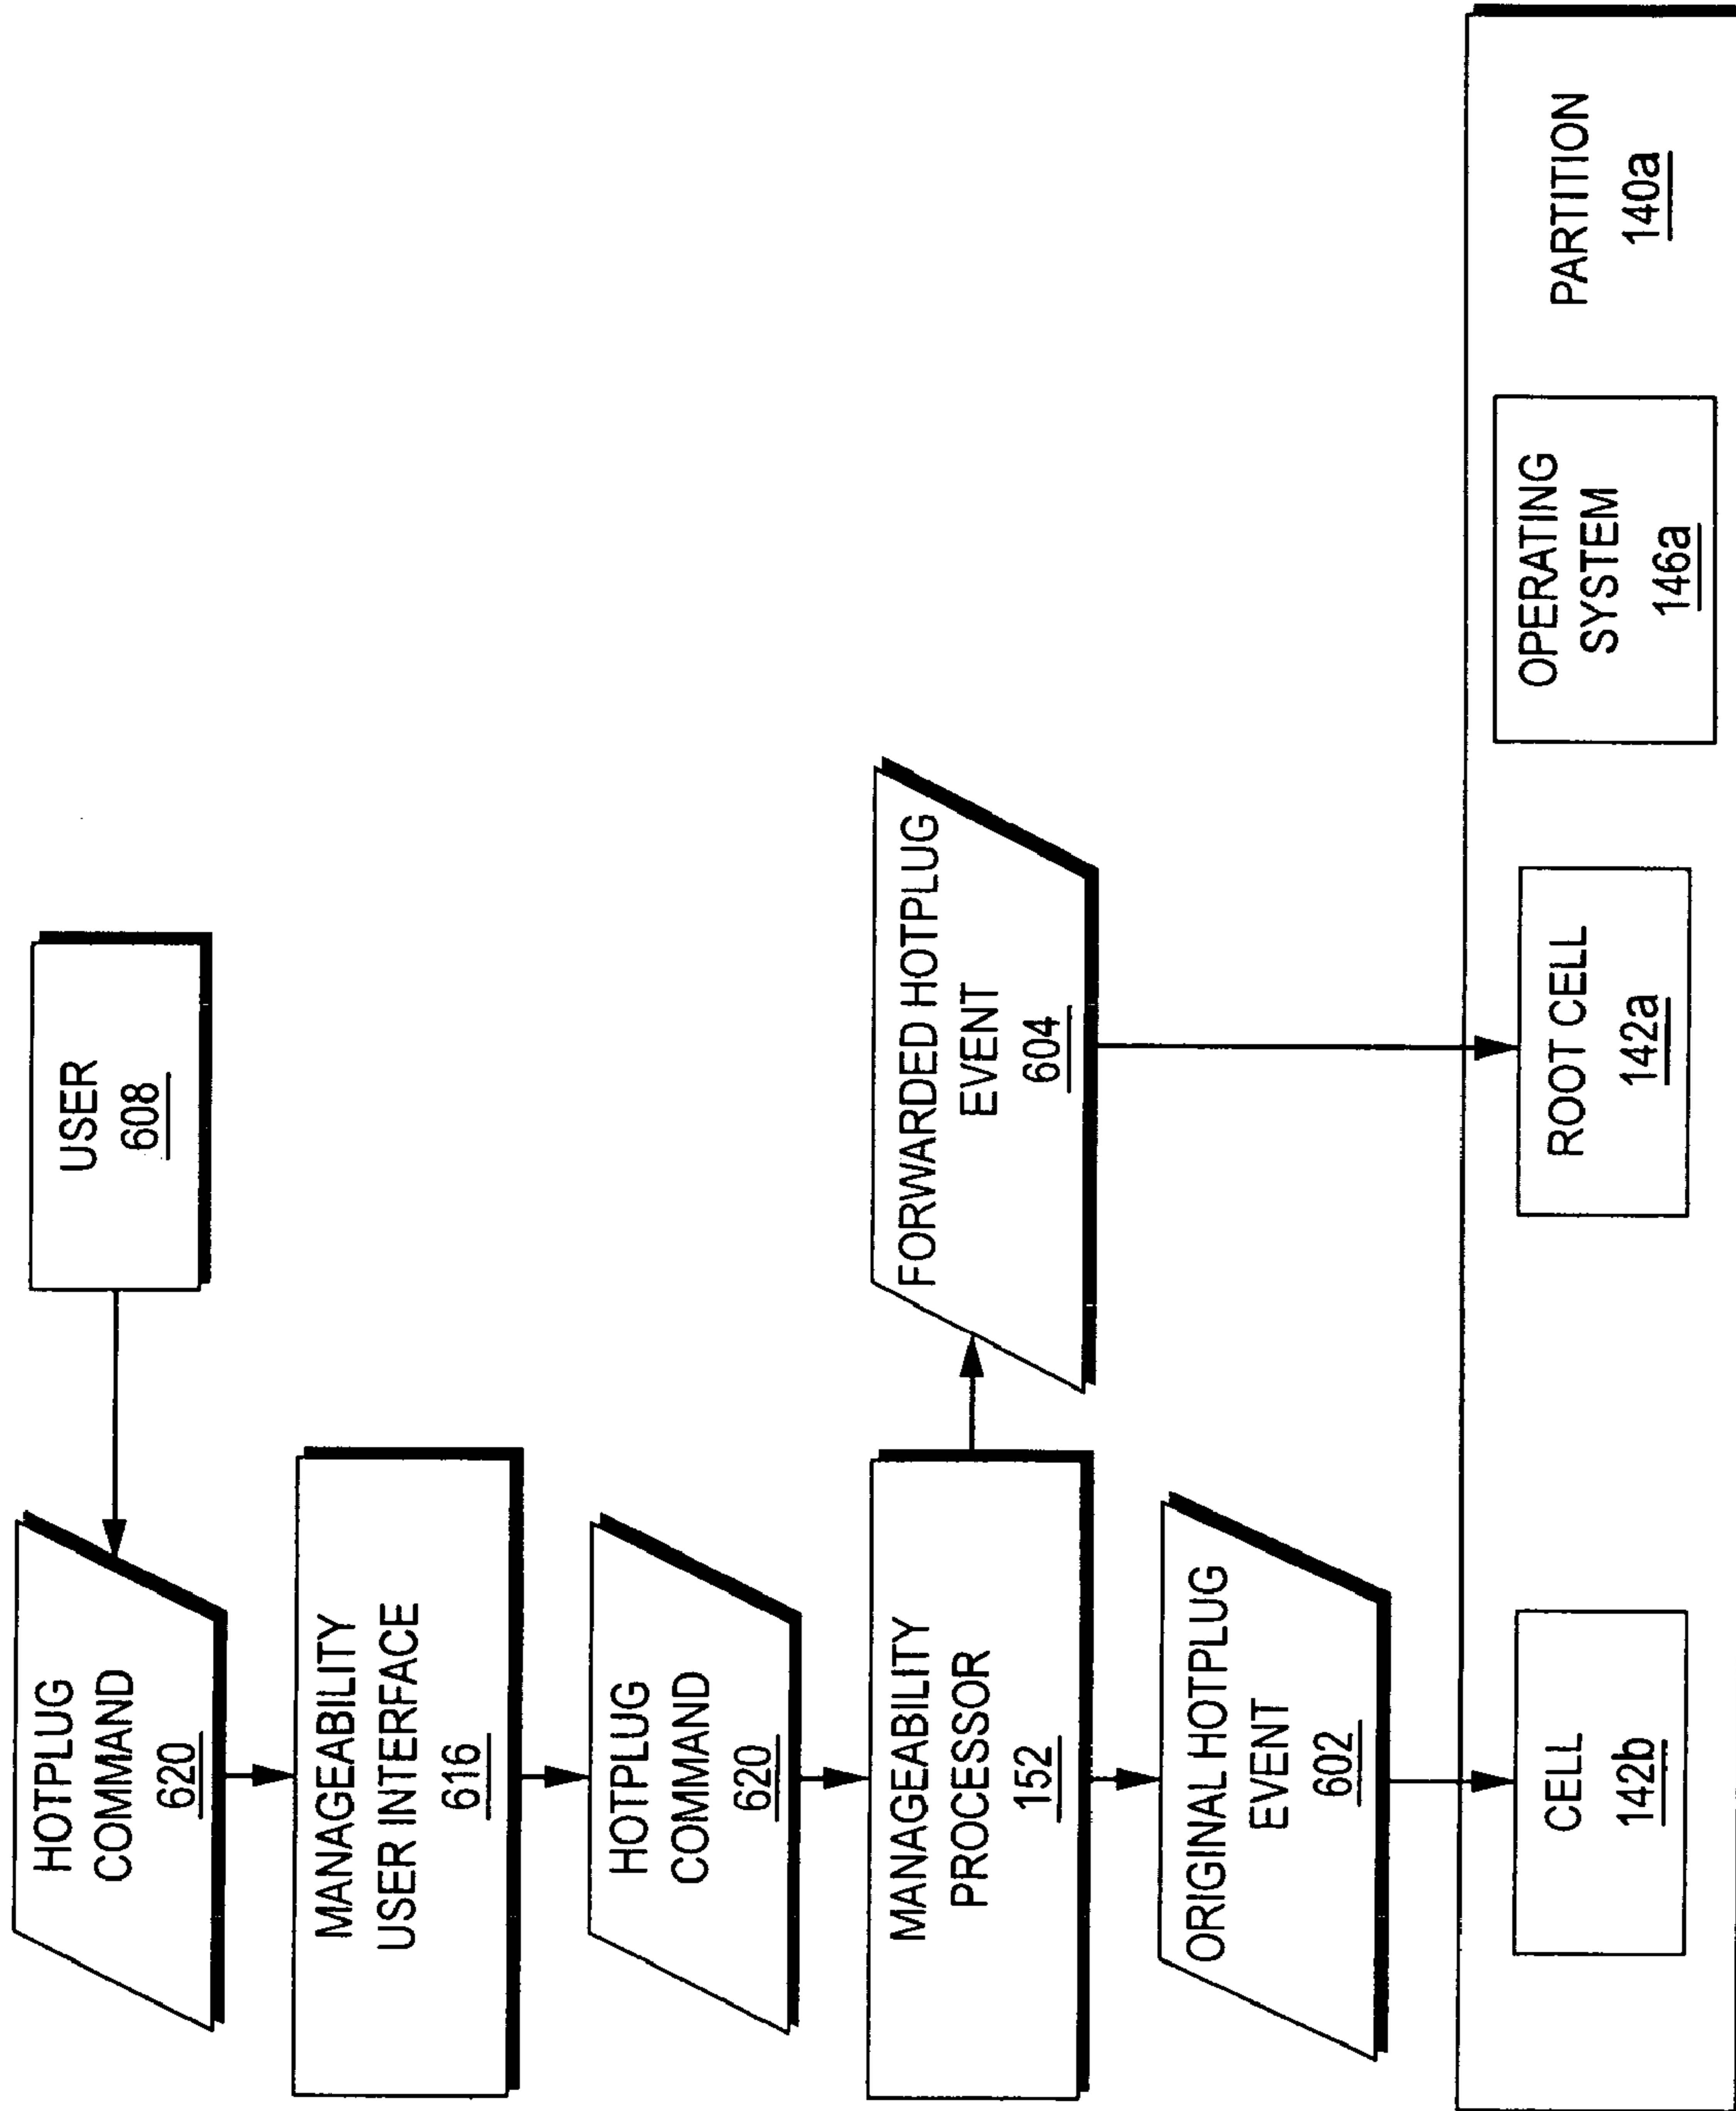 HOTPLUG
COMMAND
620
USER
608
MANAGEABILITY
USER INTERFACE
616
HOTPLUG
COMMAND
620
MANAGEABILITY
PROCESSOR
152
FORWARDED HOTPLUG
EVENT
604
ORIGINAL HOTPLUG
EVENT
602
CELL
142b
ROOT CELL
142a
OPERATING
SYSTEM
146a
PARTITION
140a